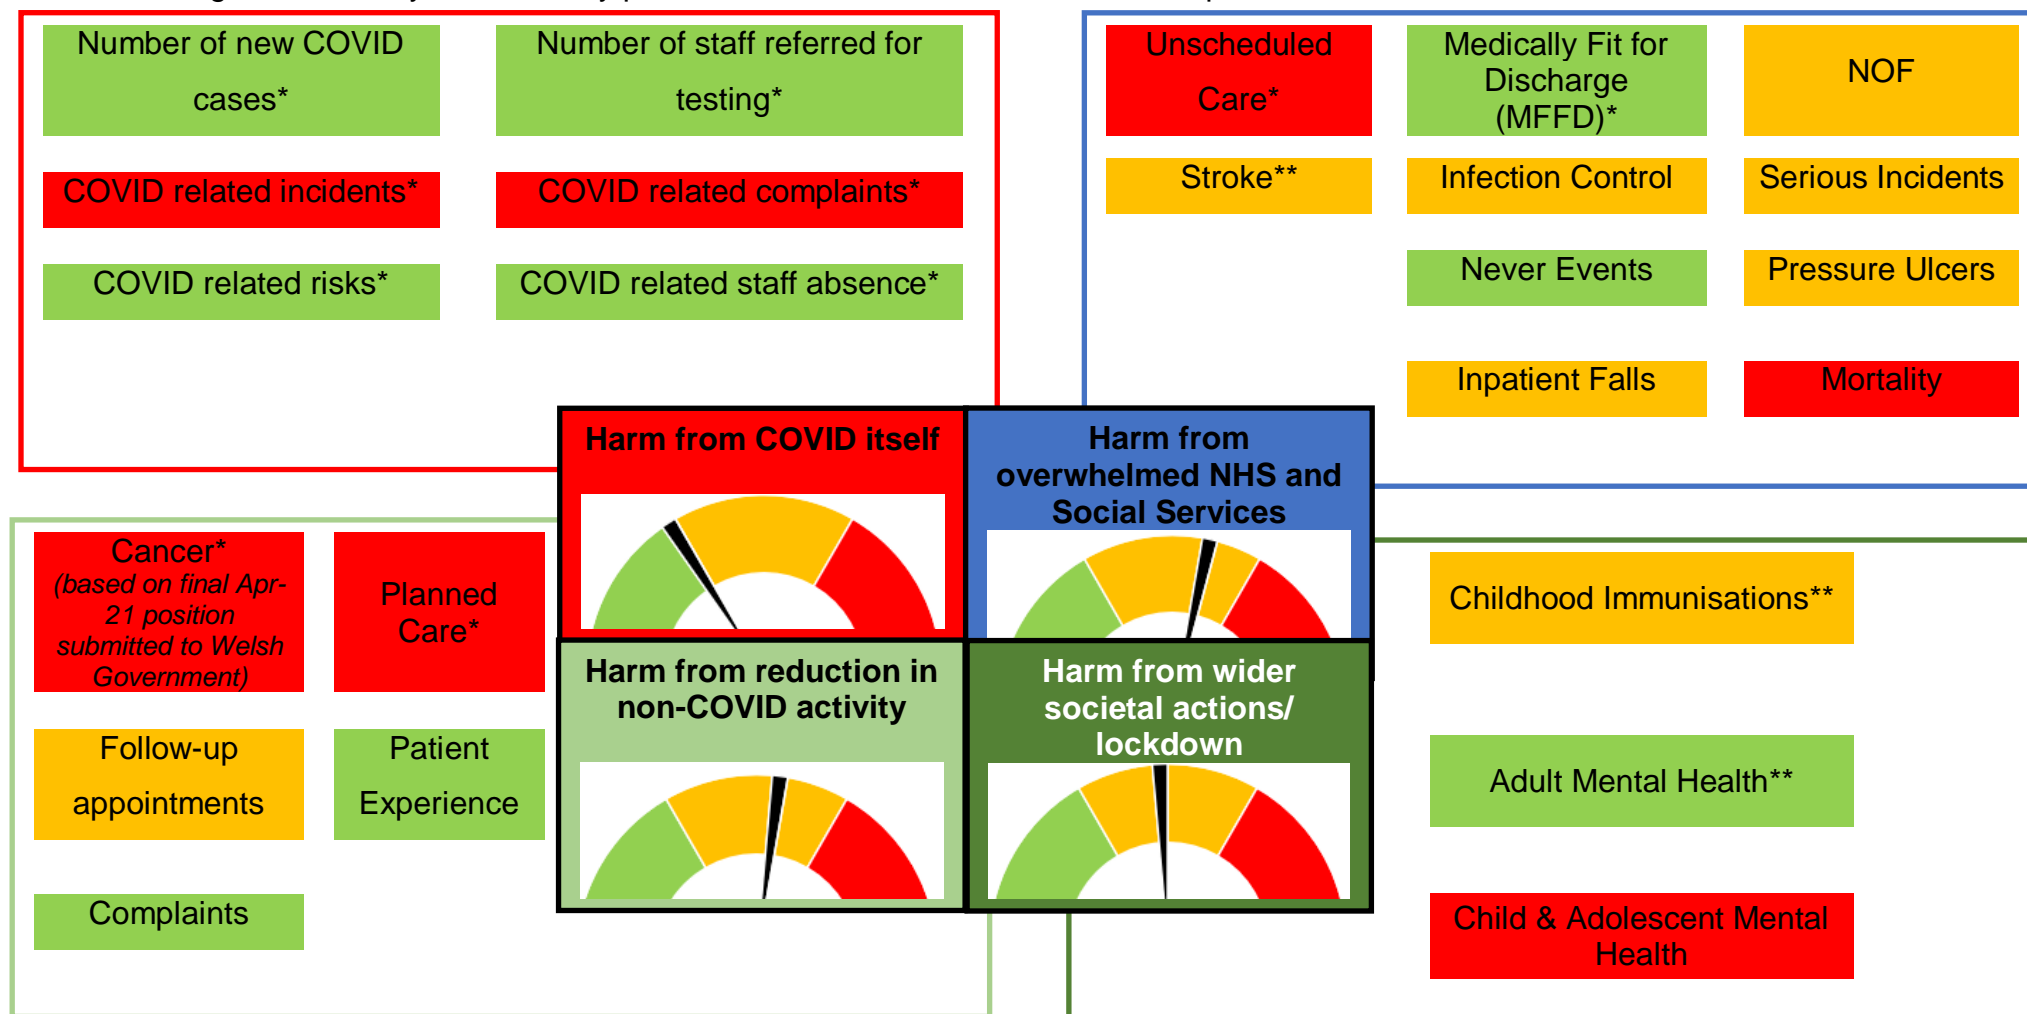 Number of new COVID
cases*
Number of staff referred for
testing*
COVID related incidents*
COVID related complaints*
COVID related risks*
COVID related staff absence*
Unscheduled
Care*
Medically Fit for
Discharge
(MFFD)*
NOF
Stroke**
Infection Control
Serious Incidents
Never Events
Pressure Ulcers
Inpatient Falls
Mortality
Harm from COVID itself
Harm from
overwhelmed NHS and
Social Services
Cancer*
(based on final Apr-
21 position
submitted to Welsh
Government)
Planned
Care*
Follow-up
appointments
Patient
Experience
Complaints
Harm from reduction in
non-COVID activity
Harm from wider
societal actions/
lockdown
Childhood Immunisations**
Adult Mental Health**
Child & Adolescent Mental
Health